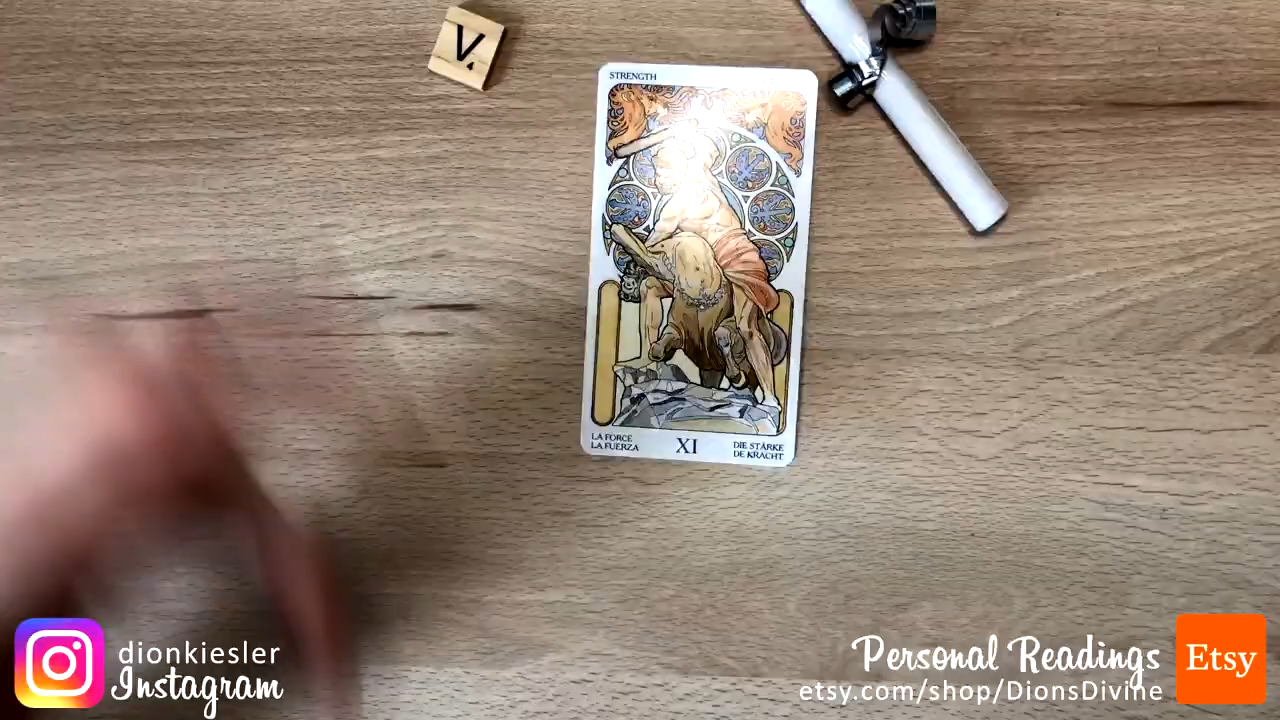 V
4
STRENGTH
LA FORCE
LA FUERZA
XI
DIE STÄRKE
DE KRACHT
dionkiesler
Instagram
Personal Readings
etsy.com/shop/DionsDivine
Etsy